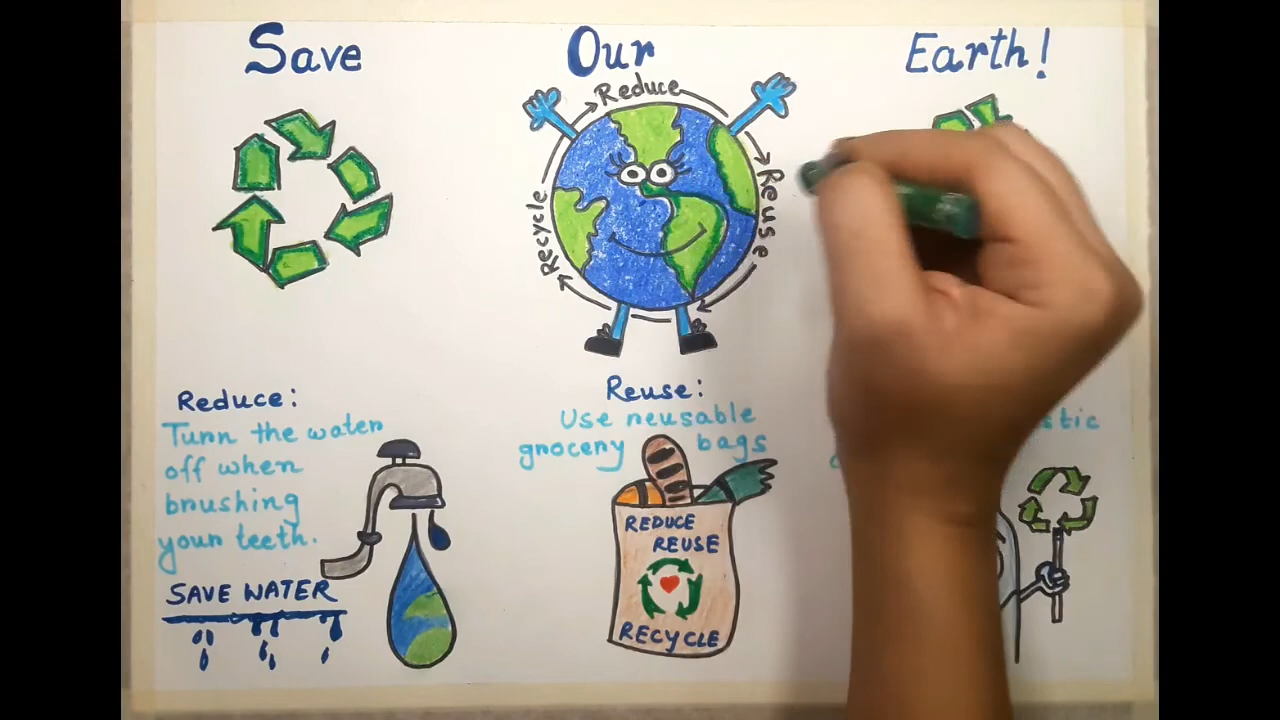 Save Our Earth!
Reduce
Reuse
Recycle
Reduce:
Turn the water
off when
brushing
your teeth.
SAVE WATER
Reuse:
Use reusable
grocery bags
REDUCE
REUSE
RECYCLE